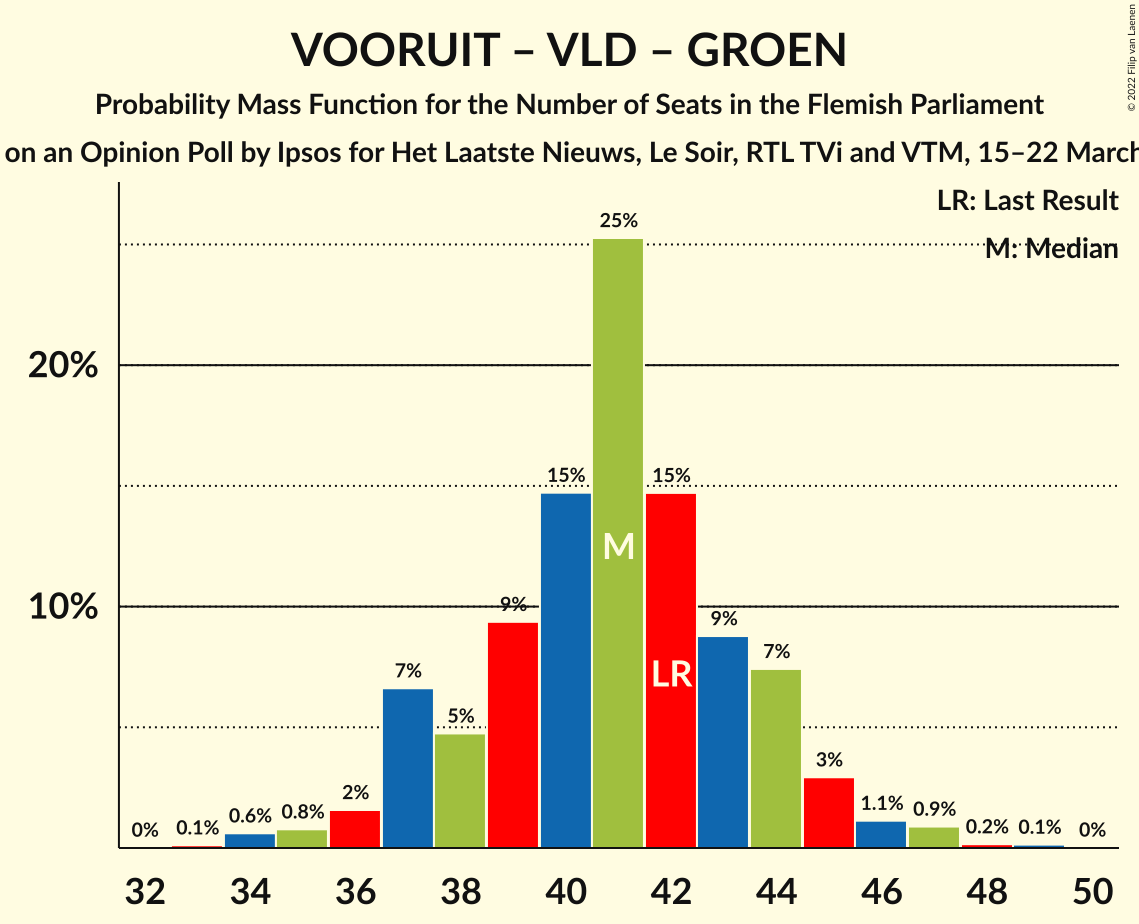 VOORUIT – VLD – GROEN
Probability Mass Function for the Number of Seats in the Flemish Parliament
on an Opinion Poll by Ipsos for Het Laatste Nieuws, Le Soir, RTL TVi and VTM, 15–22 March
© 2022 Filip van Laenen
LR: Last Result
M: Median
20%
10%
0%
0.1%
0.6%
0.8%
2%
7%
5%
9%
15%
25%
15%
9%
7%
3%
1.1%
0.9%
0.2%
0.1%
0%
M
LR
32 34 36 38 40 42 44 46 48 50